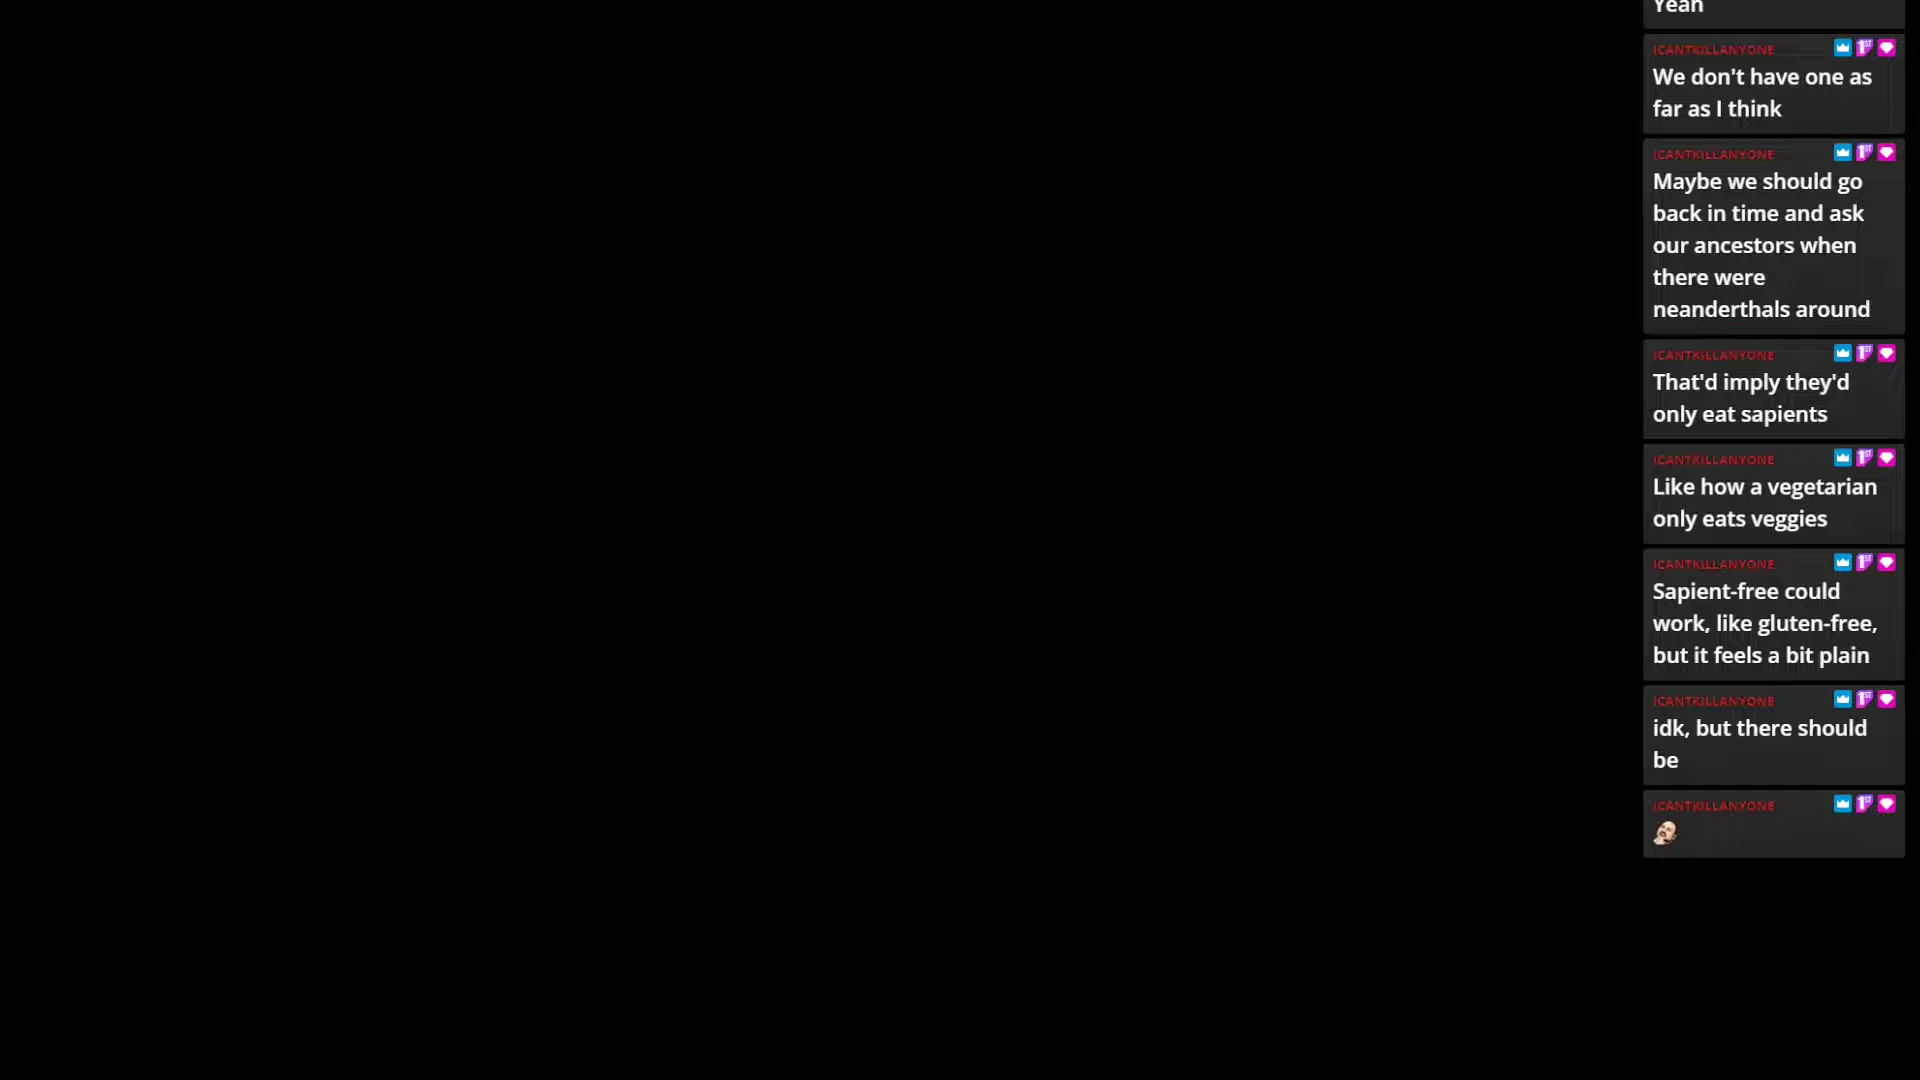 Yeah
ICANTKILLANYONE
We don't have one as
far as I think
ICANTKILLANYONE
Maybe we should go
back in time and ask
our ancestors when
there were
neanderthals around
ICANTKILLANYONE
That'd imply they'd
only eat sapients
ICANTKILLANYONE
Like how a vegetarian
only eats veggies
ICANTKILLANYONE
Sapient-free could
work, like gluten-free,
but it feels a bit plain
ICANTKILLANYONE
idk, but there should
be
ICANTKILLANYONE